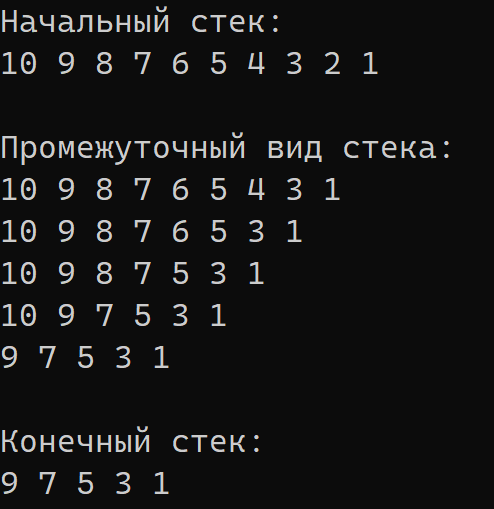 Начальный стек:
10 9 8 7 6 5 4 3 2 1
Промежуточный вид стека:
10 9 8 7 6 5 4 3 1
10 9 8 7 6 5 3 1
10 9 8 7 5 3 1
10 9 7 5 3 1
9 7 5 3 1
Конечный стек:
9 7 5 3 1